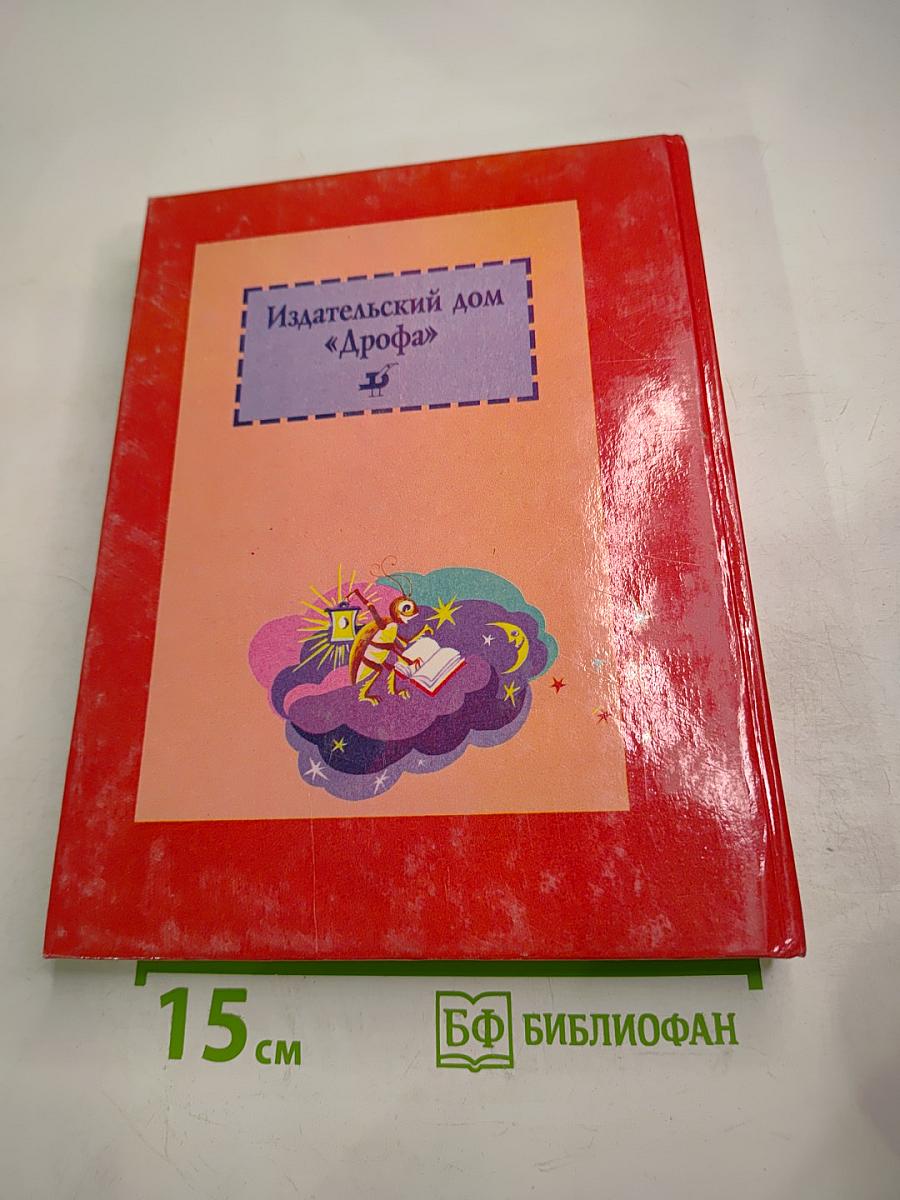 Издательский дом
«Дрофа»
15 см
БФ БИБЛИОФАН